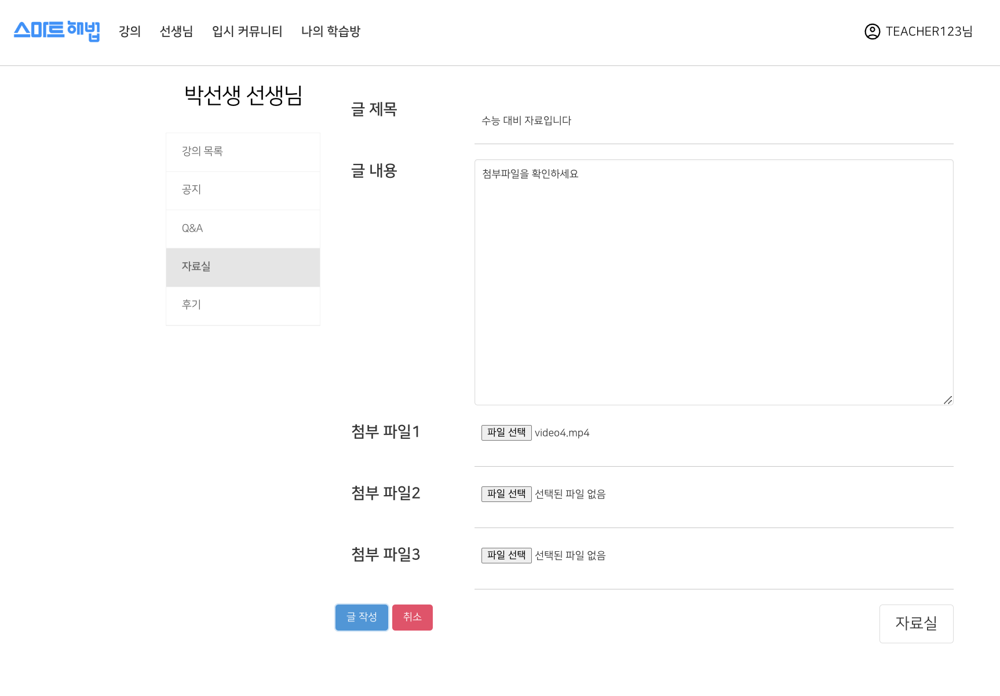 스마트해법 강의 선생님 입시 커뮤니티 나의 학습방 TEACHER123님
박선생 선생님
강의 목록
공지
Q&A
자료실
후기
글 제목
수능 대비 자료입니다
글 내용
첨부파일을 확인하세요
첨부 파일1
파일 선택 video4.mp4
첨부 파일2
파일 선택 선택된 파일 없음
첨부 파일3
파일 선택 선택된 파일 없음
글 작성 취소 자료실